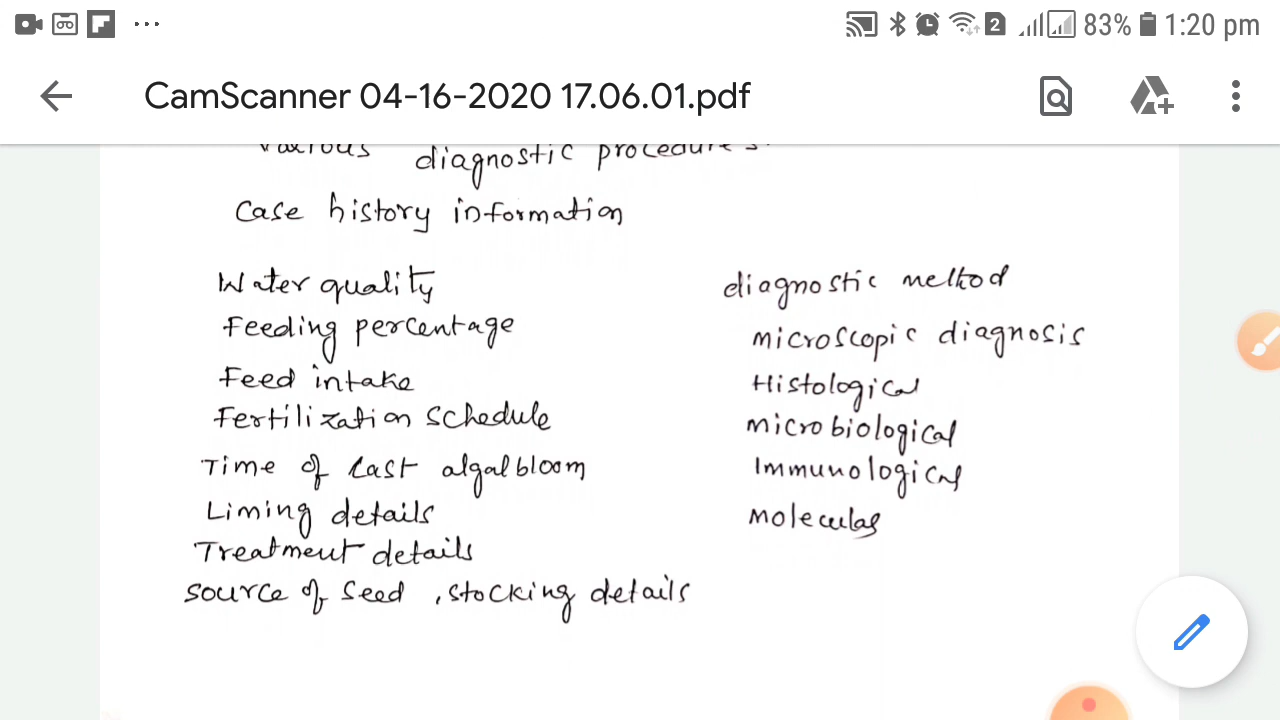 83% 1:20 pm
CamScanner 04-16-2020 17.06.01.pdf
various diagnostic procedures.
Case history information
Water quality
Feeding percentage
Feed intake
Fertilization schedule
Time of last algal bloom
Liming details
Treatment details
source of seed , stocking details
diagnostic method
microscopic diagnosis
Histological
microbiological
Immunological
molecular